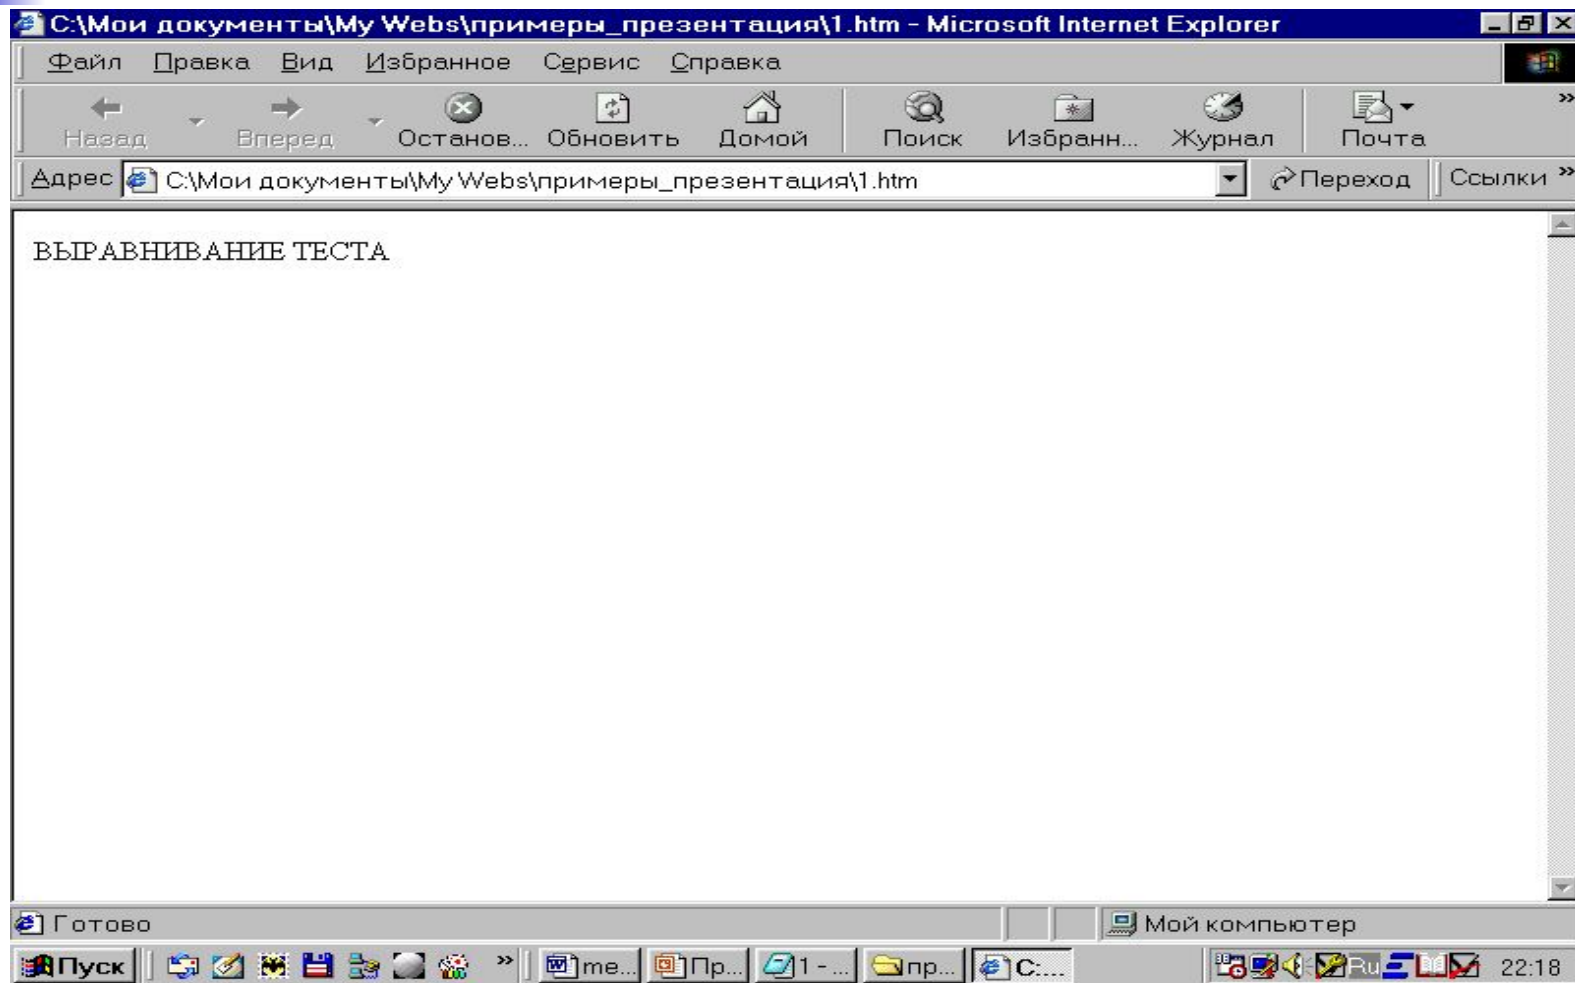 C:\Мои документы\My Webs\примеры_презентация\1.htm - Microsoft Internet Explorer
Файл Правка Вид Избранное Сервис Справка
Назад Вперед Останов... Обновить Домой Поиск Избранн... Журнал Почта »
Адрес C:\Мои документы\My Webs\примеры_презентация\1.htm Переход Ссылки »
ВЫРАВНИВАНИЕ ТЕСТА
Готово Мой компьютер
Пуск » me... Пр... 1 - ... пр... C:... Ru 22:18